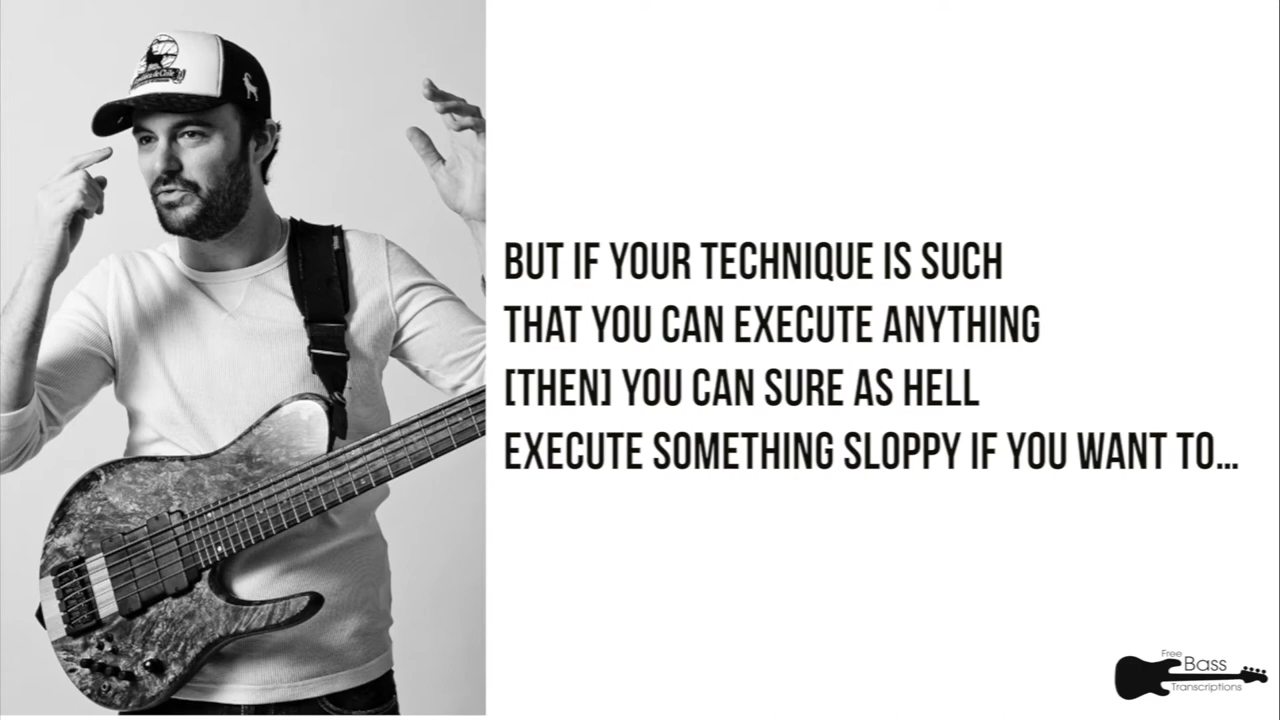 BUT IF YOUR TECHNIQUE IS SUCH
THAT YOU CAN EXECUTE ANYTHING
[THEN] YOU CAN SURE AS HELL
EXECUTE SOMETHING SLOPPY IF YOU WANT TO...
Free
Bass
Transcriptions